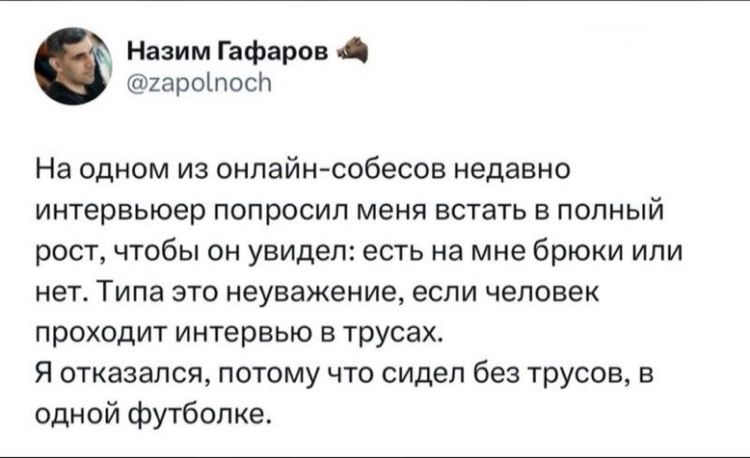 Назим Гафаров 🐗
@zapolnoch
На одном из онлайн-собесов недавно
интервьюер попросил меня встать в полный
рост, чтобы он увидел: есть на мне брюки или
нет. Типа это неуважение, если человек
проходит интервью в трусах.
Я отказался, потому что сидел без трусов, в
одной футболке.